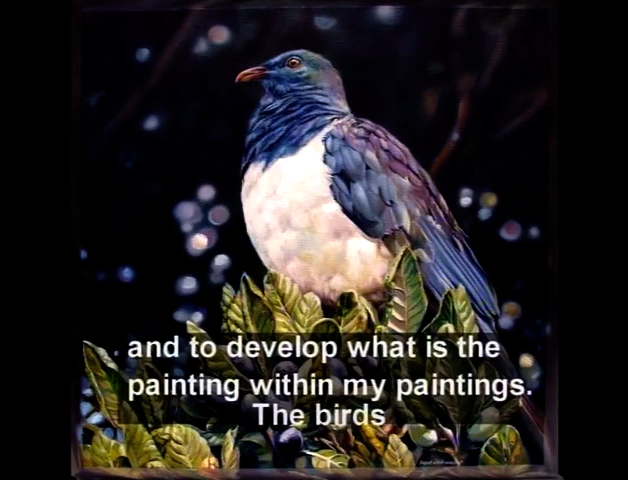 and to develop what is the
painting within my paintings.
The birds